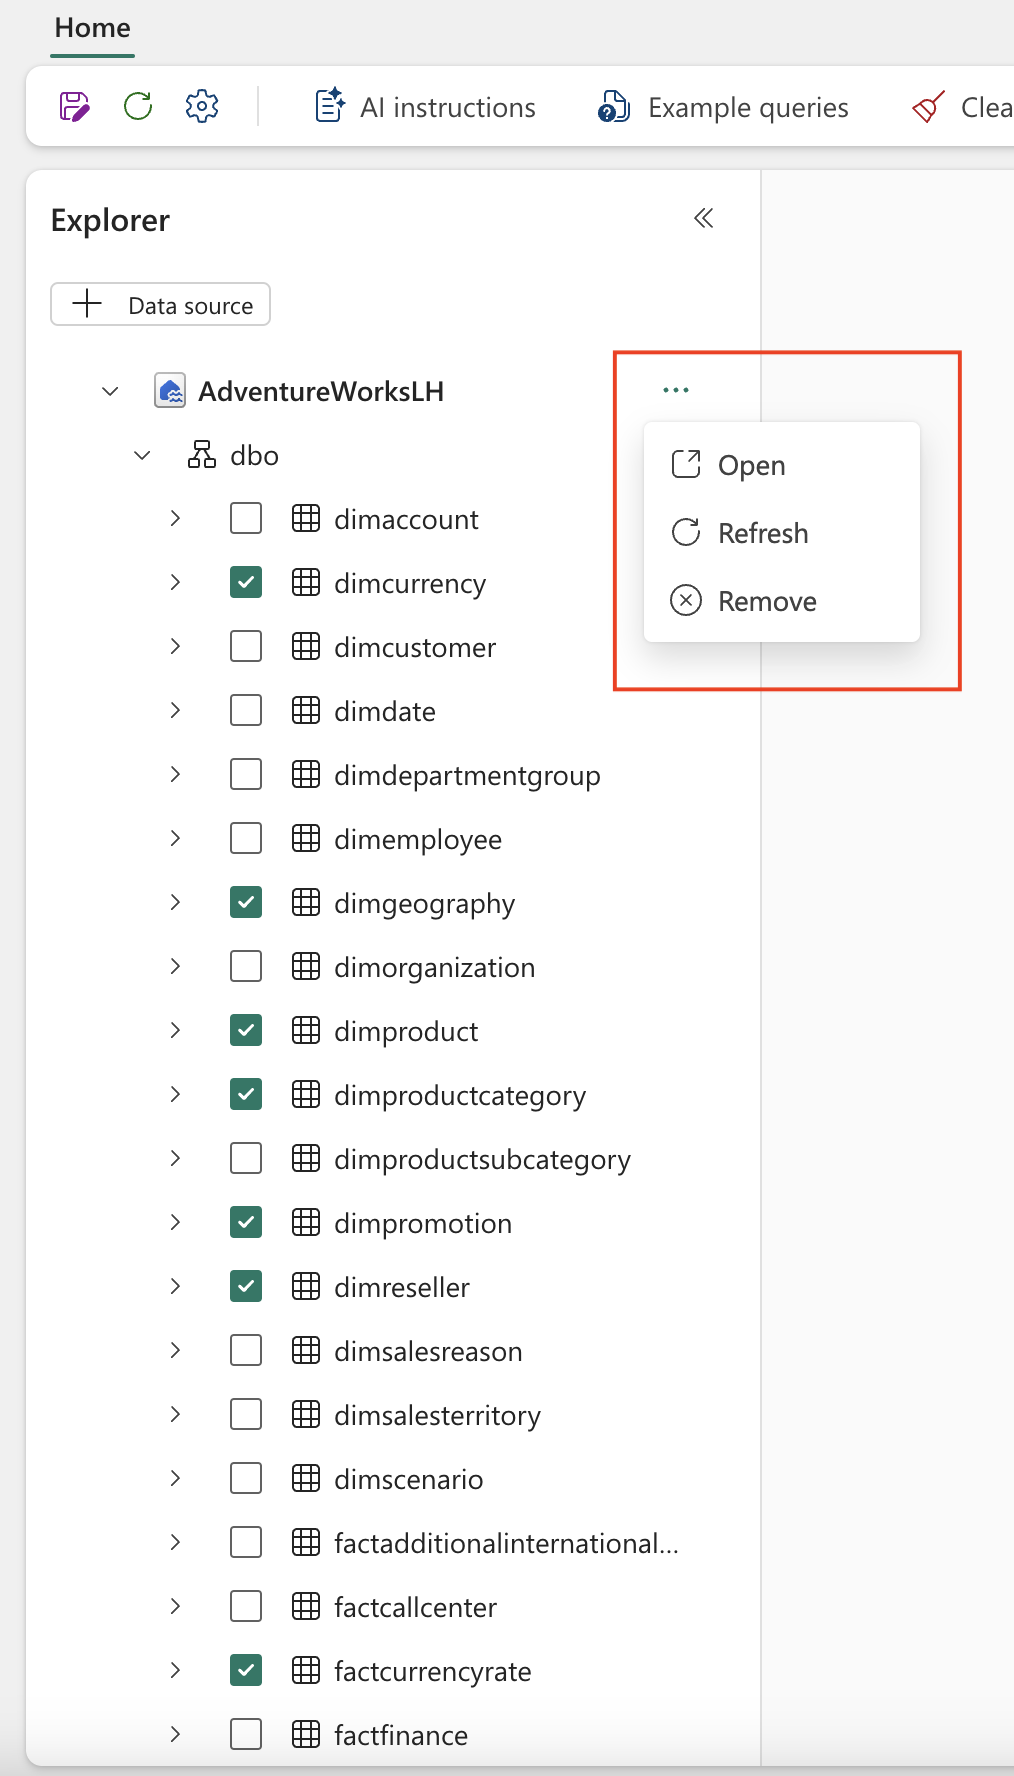 Home
AI instructions
Example queries
Clea
Explorer
Data source
AdventureWorksLH
...
dbo
Open
dimaccount
Refresh
dimcurrency
Remove
dimcustomer
dimdate
dimdepartmentgroup
dimemployee
dimgeography
dimorganization
dimproduct
dimproductcategory
dimproductsubcategory
dimpromotion
dimreseller
dimsalesreason
dimsalesterritory
dimscenario
factadditionalinternational...
factcallcenter
factcurrencyrate
factfinance